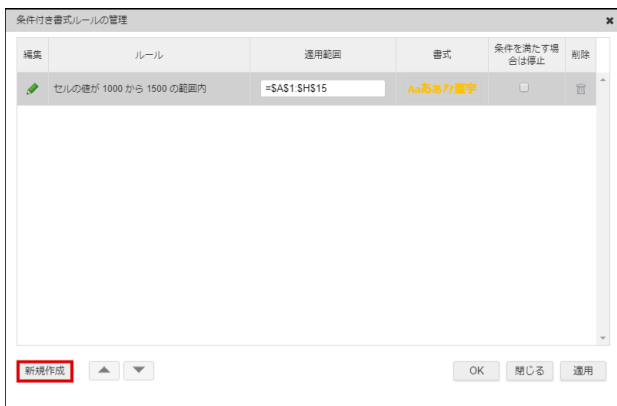 条件付き書式ルールの管理
編集 ルール 適用範囲 書式 条件を満たす場合は停止 削除
セルの値が 1000 から 1500 の範囲内 =$A$1:$H$15 Aaあぁアァ漢字
新規作成 OK 閉じる 適用